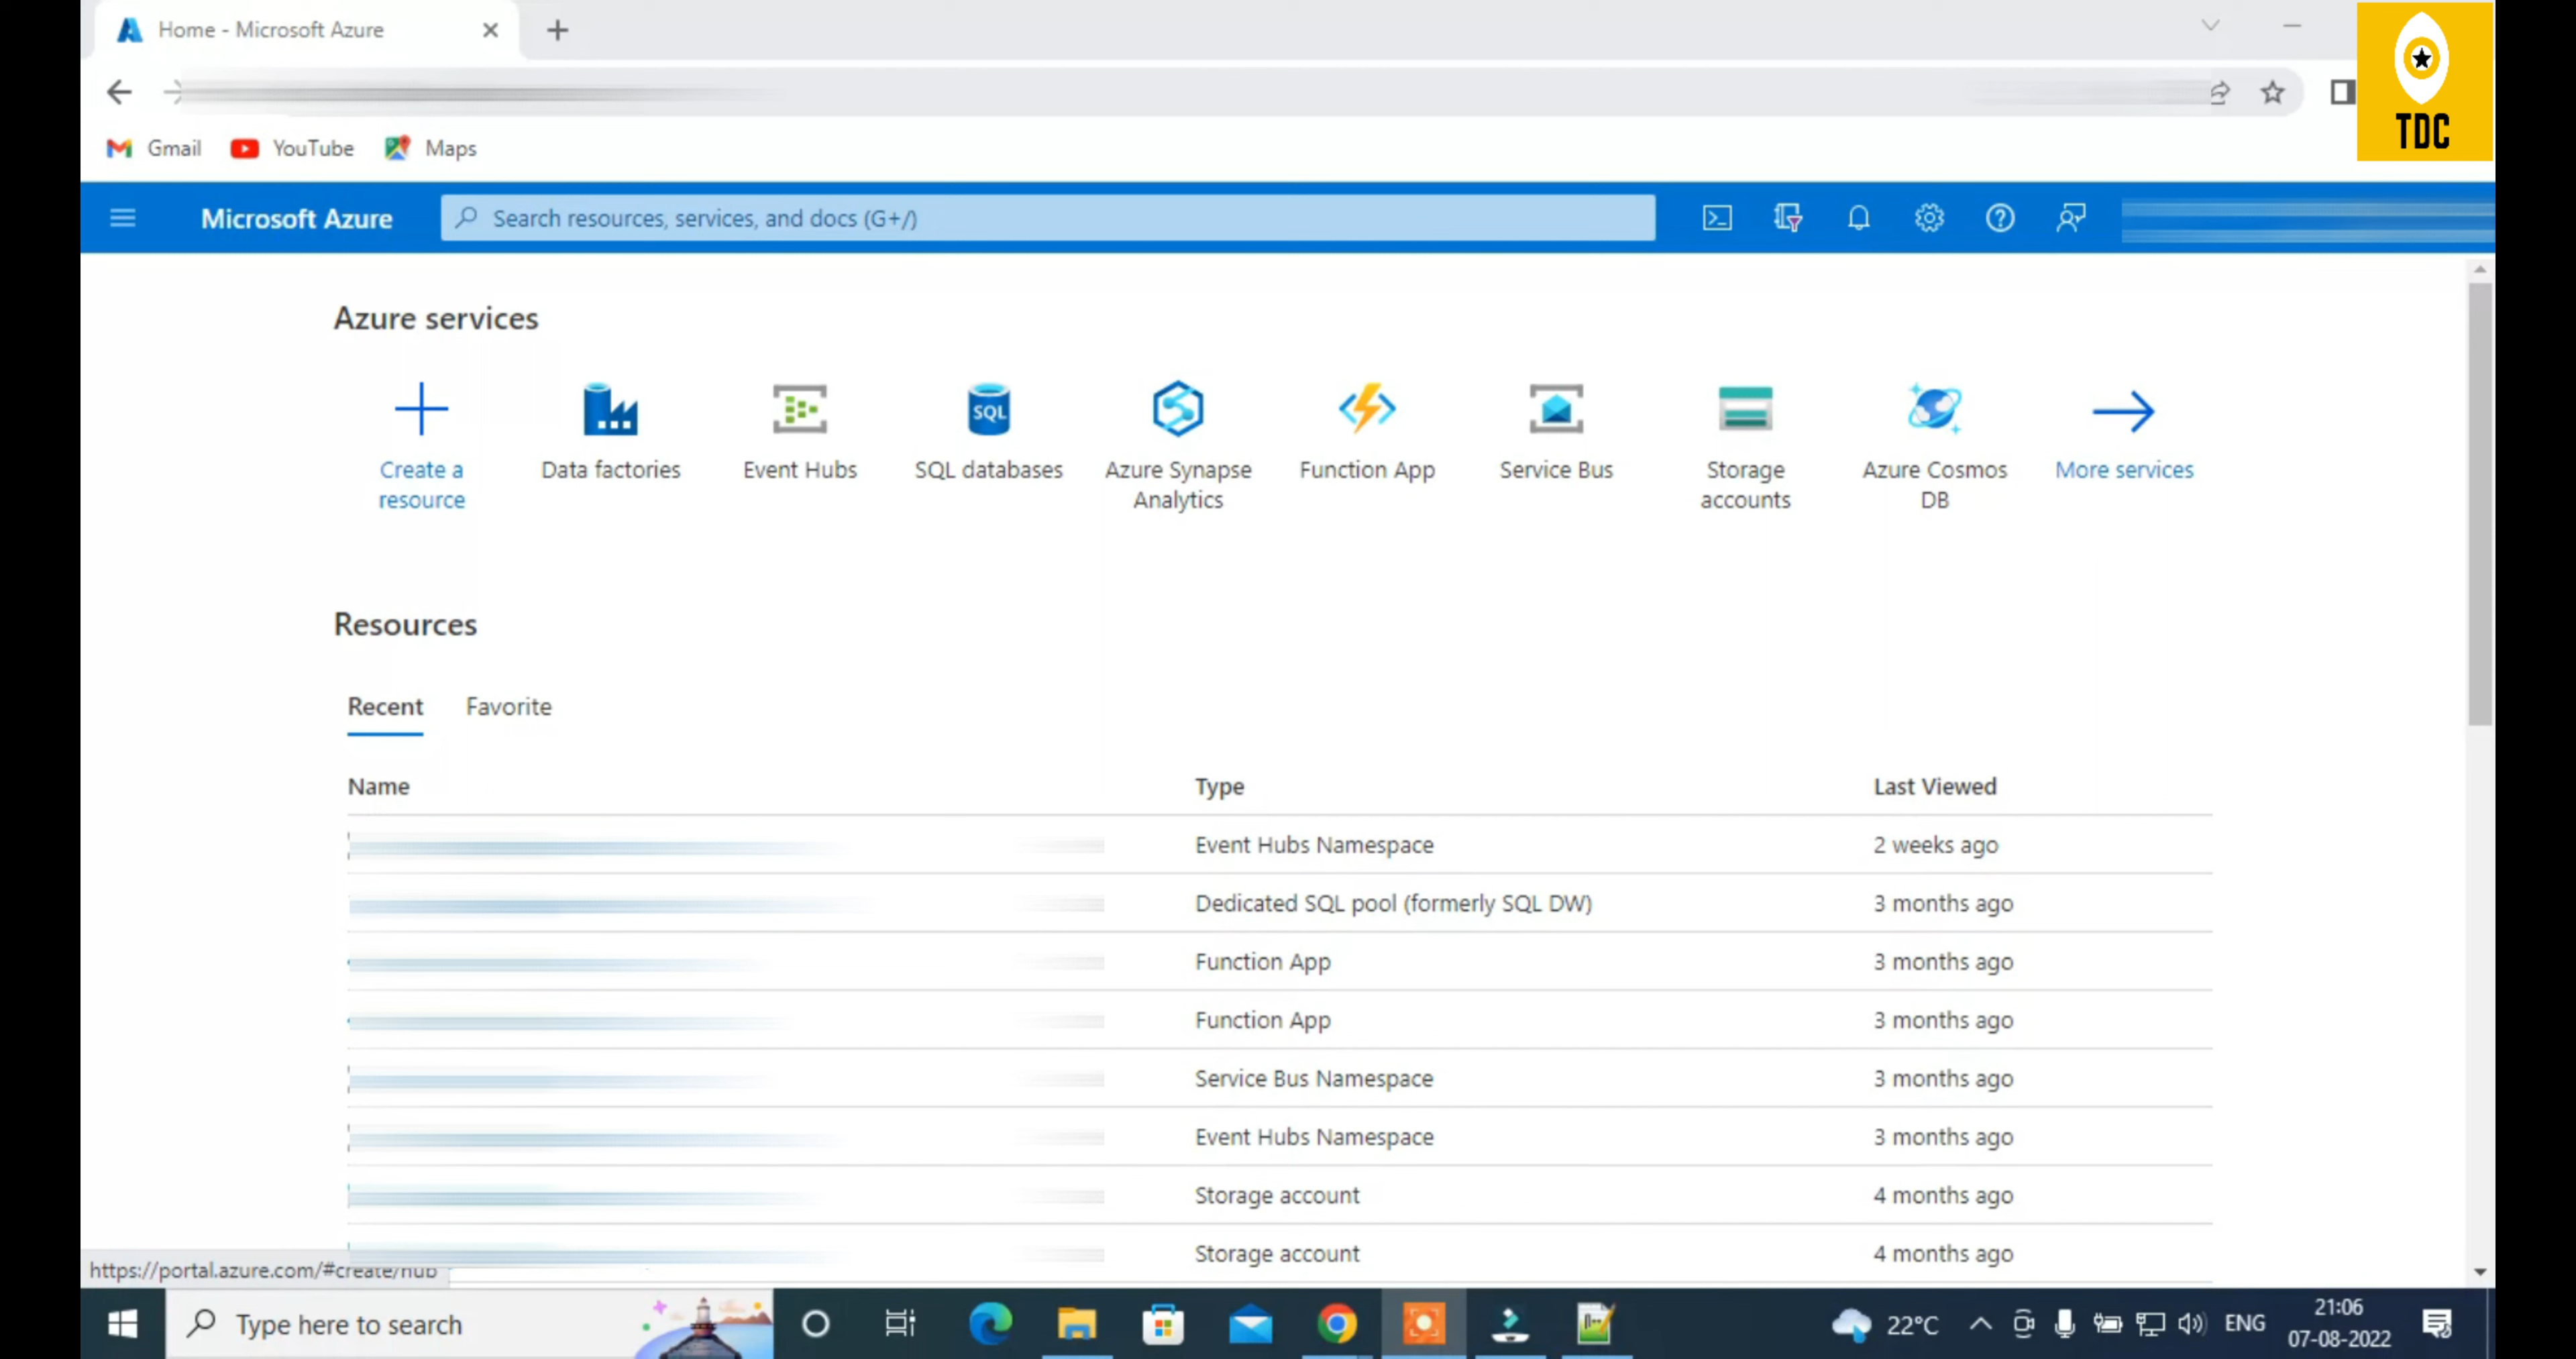 Home - Microsoft Azure
TDC
Gmail YouTube Maps
Microsoft Azure Search resources, services, and docs (G+/)
Azure services
Create a resource
Data factories
Event Hubs
SQL
SQL databases
Azure Synapse Analytics
Function App
Service Bus
Storage accounts
Azure Cosmos DB
More services
Resources
Recent Favorite
Name Type Last Viewed
Event Hubs Namespace 2 weeks ago
Dedicated SQL pool (formerly SQL DW) 3 months ago
Function App 3 months ago
Function App 3 months ago
Service Bus Namespace 3 months ago
Event Hubs Namespace 3 months ago
Storage account 4 months ago
Storage account 4 months ago
https://portal.azure.com/#create/hub
Type here to search
22°C ENG
21:06
07-08-2022